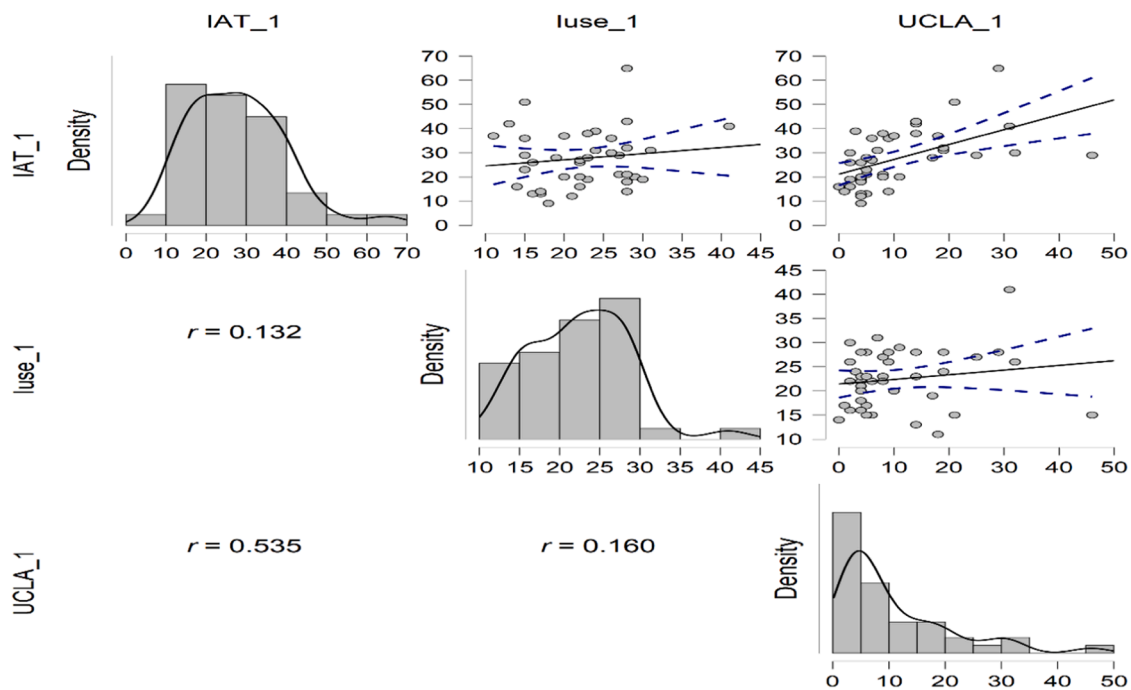 IAT_1 Iuse_1 UCLA_1
IAT_1
Density
0 10 20 30 40 50 60 70
70
60
50
40
30
20
10
0
10 15 20 25 30 35 40 45
70
60
50
40
30
20
10
0
0 10 20 30 40 50
Iuse_1
r = 0.132
Density
10 15 20 25 30 35 40 45
45
40
35
30
25
20
15
10
0 10 20 30 40 50
UCLA_1
r = 0.535
r = 0.160
Density
0 10 20 30 40 50